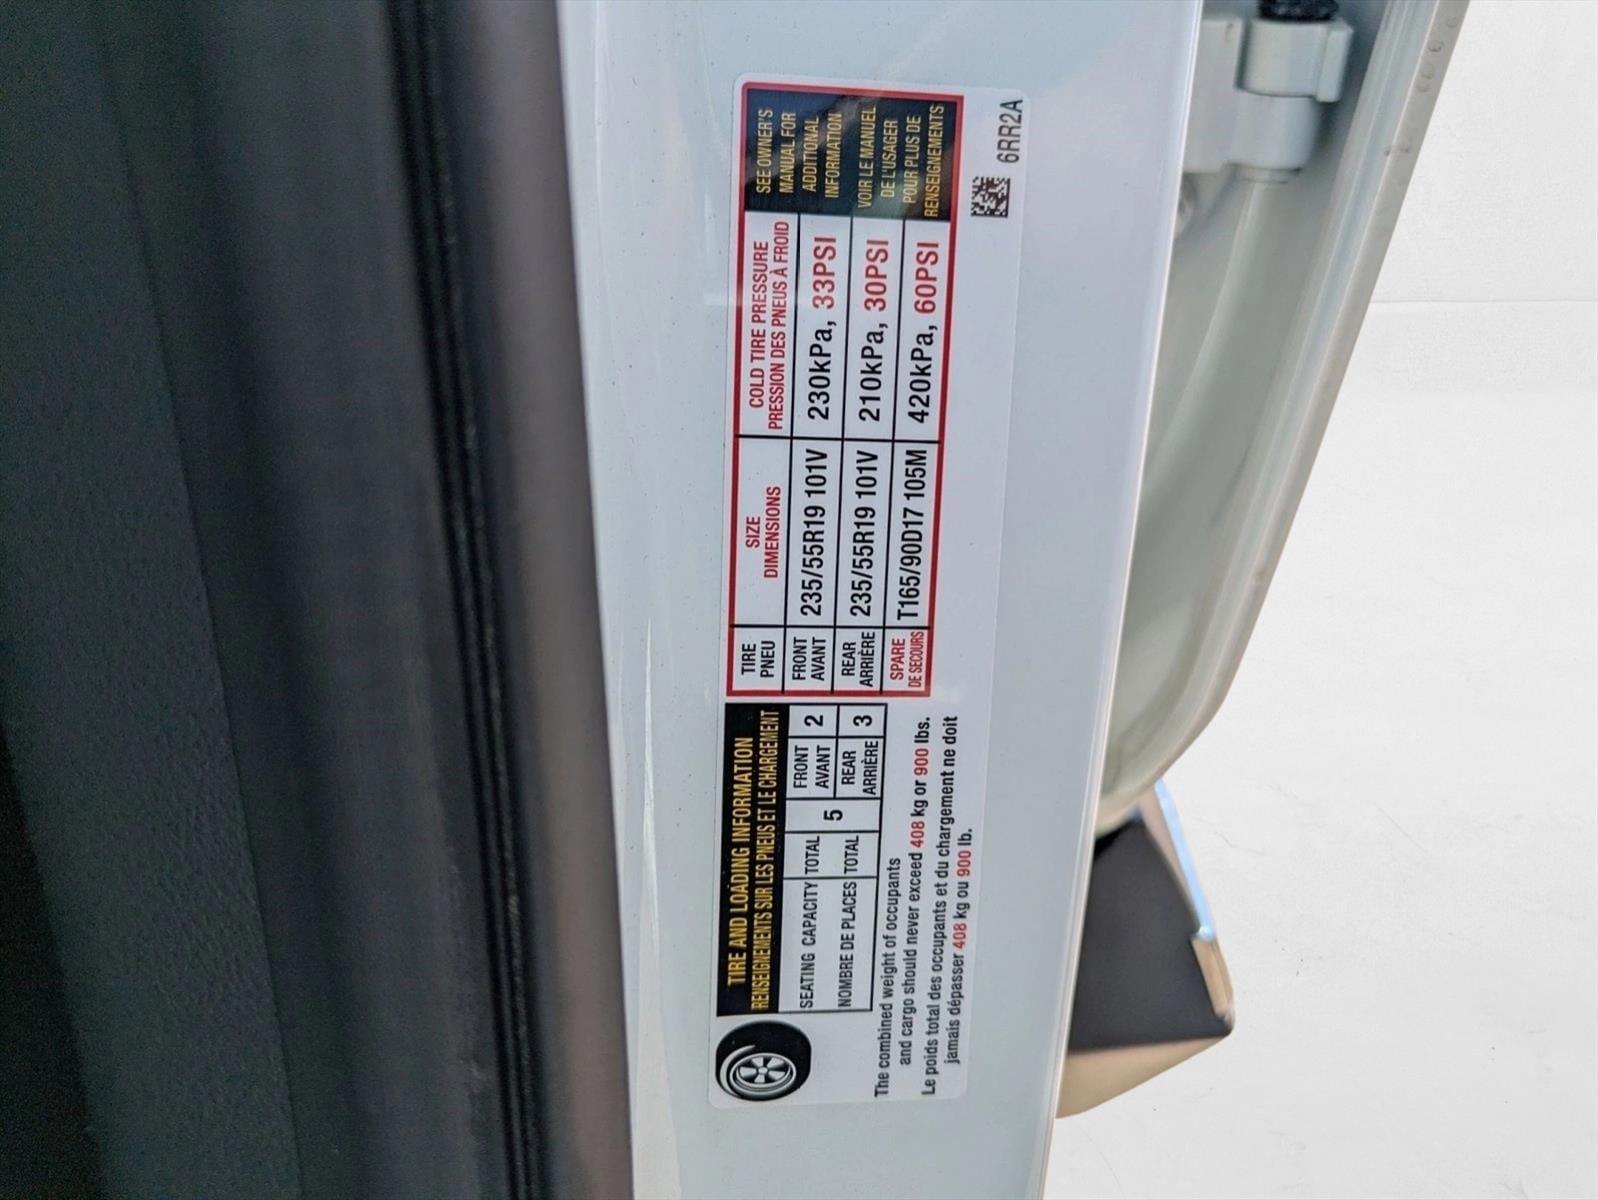 TIRE AND LOADING INFORMATION
RENSEIGNEMENTS SUR LES PNEUS ET LE CHARGEMENT
SEATING CAPACITY
NOMBRE DE PLACES
TOTAL
TOTAL
5
FRONT
AVANT
2
REAR
ARRIÈRE
3
The combined weight of occupants
and cargo should never exceed 408 kg or 900 lbs.
Le poids total des occupants et du chargement ne doit
jamais dépasser 408 kg ou 900 lb.
TIRE
PNEU
SIZE
DIMENSIONS
COLD TIRE PRESSURE
PRESSION DES PNEUS À FROID
FRONT
AVANT
235/55R19 101V
230kPa, 33PSI
REAR
ARRIÈRE
235/55R19 101V
210kPa, 30PSI
SPARE
DE SECOURS
T165/90D17 105M
420kPa, 60PSI
SEE OWNER'S
MANUAL FOR
ADDITIONAL
INFORMATION
VOIR LE MANUEL
DE L'USAGER
POUR PLUS DE
RENSEIGNEMENTS
6RR2A